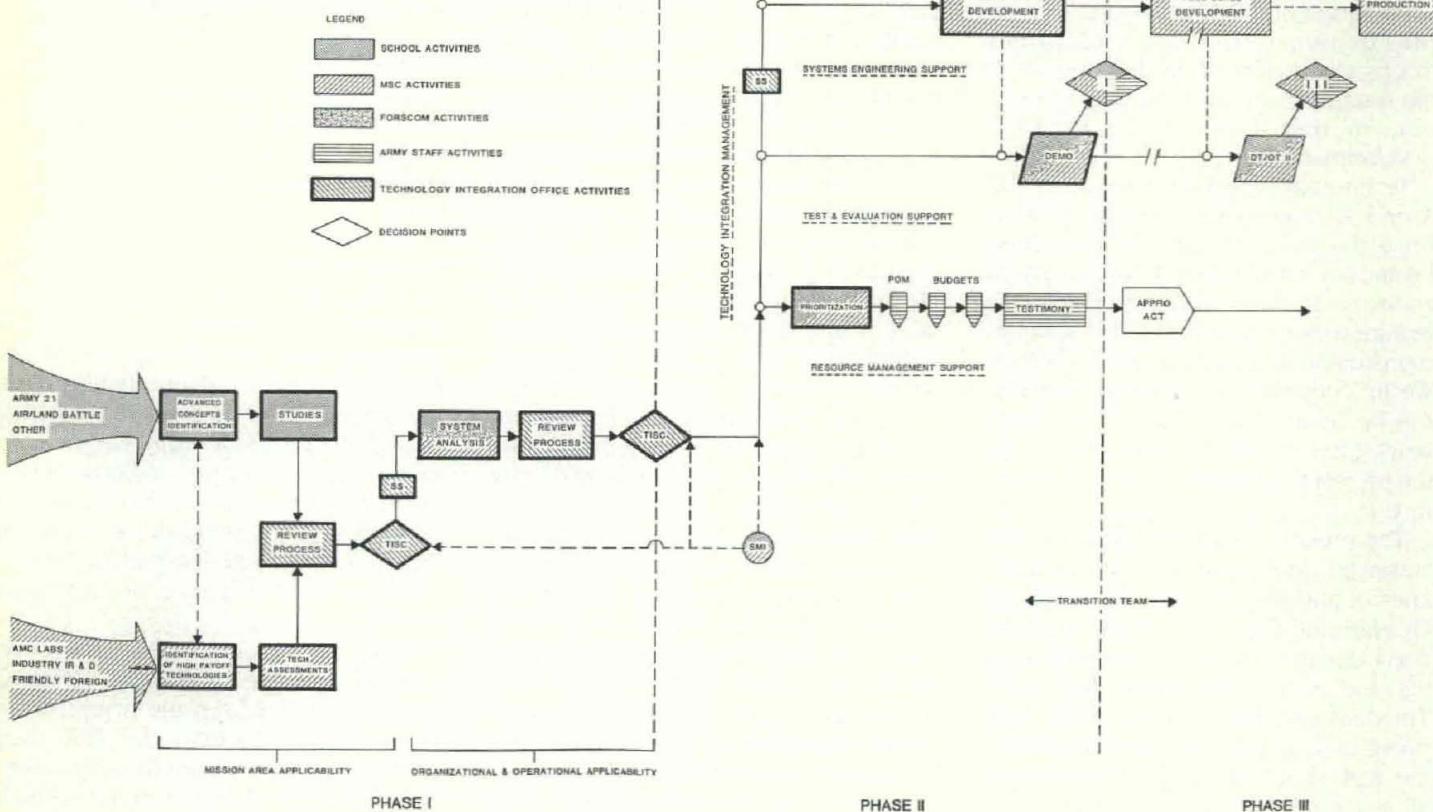 LEGEND
SCHOOL ACTIVITIES
MSC ACTIVITIES
FORSCOM ACTIVITIES
ARMY STAFF ACTIVITIES
TECHNOLOGY INTEGRATION OFFICE ACTIVITIES
DECISION POINTS
DEVELOPMENT
DEVELOPMENT
PRODUCTION
SYSTEMS ENGINEERING SUPPORT
SS
I
III
TECHNOLOGY INTEGRATION MANAGEMENT
DEMO
DT/OT II
TEST & EVALUATION SUPPORT
POM
BUDGETS
PRIORITIZATION
TESTIMONY
APPRO
ACT
RESOURCE MANAGEMENT SUPPORT
ARMY 21
AIR/LAND BATTLE
OTHER
ADVANCED
CONCEPTS
IDENTIFICATION
STUDIES
SYSTEM
ANALYSIS
REVIEW
PROCESS
TISC
SS
REVIEW
PROCESS
TISC
SMI
TRANSITION TEAM
AMC LABS
INDUSTRY IR & D
FRIENDLY FOREIGN
IDENTIFICATION
OF HIGH PAYOFF
TECHNOLOGIES
TECH
ASSESSMENTS
MISSION AREA APPLICABILITY
ORGANIZATIONAL & OPERATIONAL APPLICABILITY
PHASE I
PHASE II
PHASE III